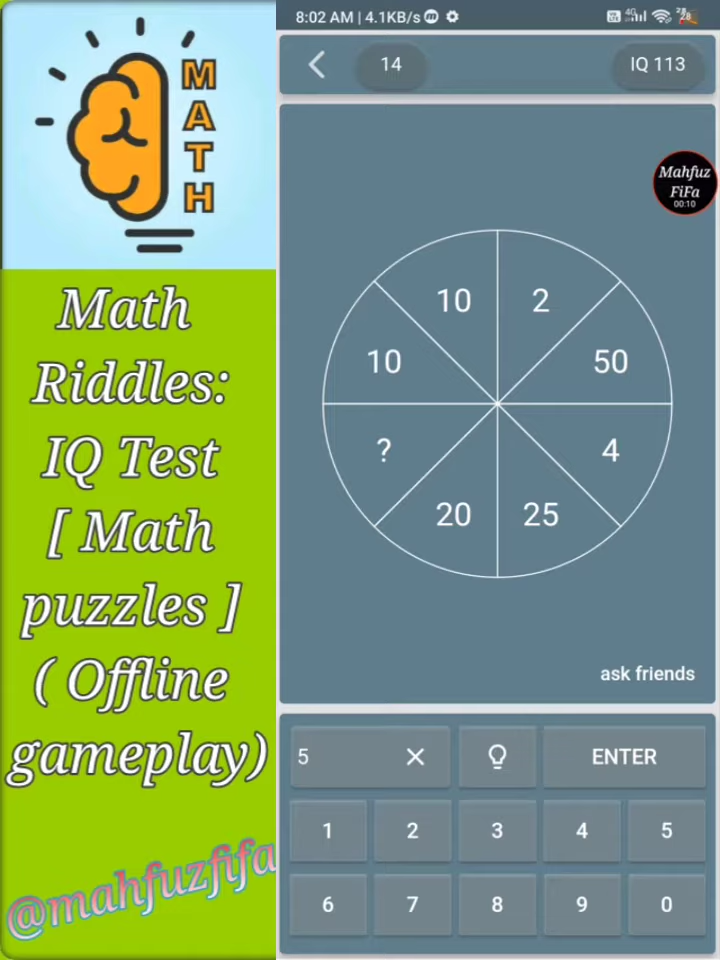 M
A
T
H
Math
Riddles:
IQ Test
[ Math
puzzles ]
( Offline
gameplay)
@mahfuzfifa
8:02 AM | 4.1KB/s
4G
28
14
IQ 113
Mahfuz
FiFa
00:10
10 2
10 50
? 4
20 25
ask friends
5 × ENTER
1 2 3 4 5
6 7 8 9 0